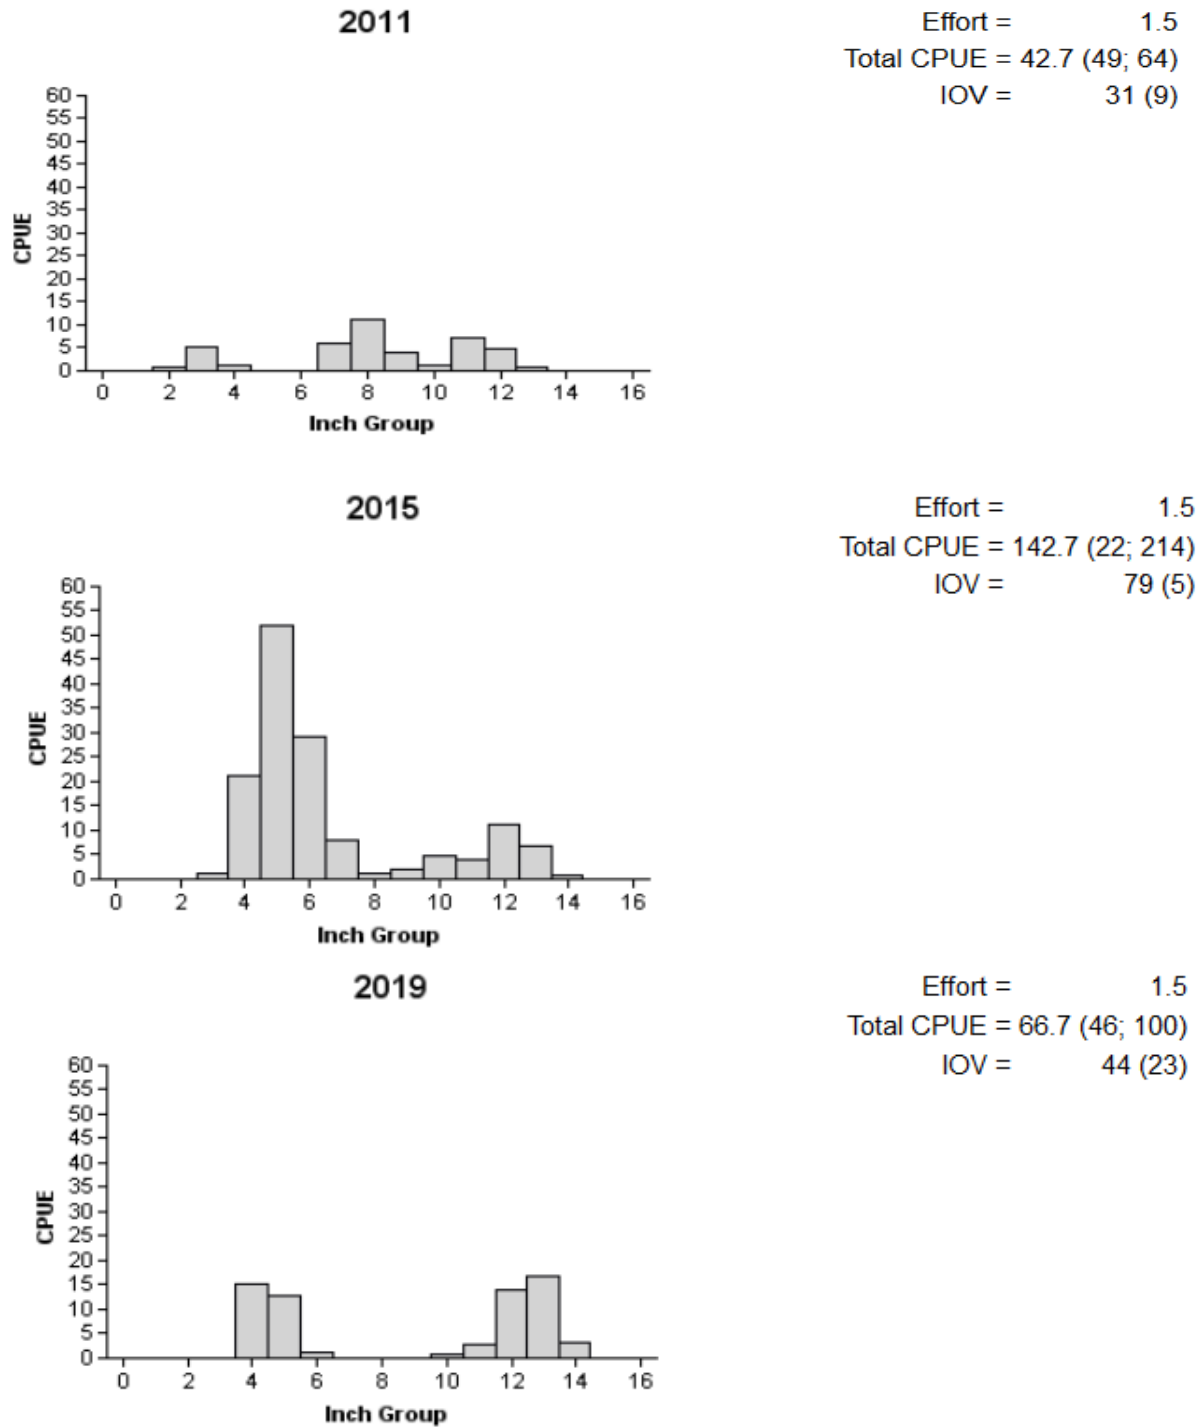 2011
Effort = 1.5
Total CPUE = 42.7 (49; 64)
IOV = 31 (9)
60
55
50
45
40
35
30
25
20
15
10
5
0
CPUE
0 2 4 6 8 10 12 14 16
Inch Group
2015
Effort = 1.5
Total CPUE = 142.7 (22; 214)
IOV = 79 (5)
60
55
50
45
40
35
30
25
20
15
10
5
0
CPUE
0 2 4 6 8 10 12 14 16
Inch Group
2019
Effort = 1.5
Total CPUE = 66.7 (46; 100)
IOV = 44 (23)
60
55
50
45
40
35
30
25
20
15
10
5
0
CPUE
0 2 4 6 8 10 12 14 16
Inch Group